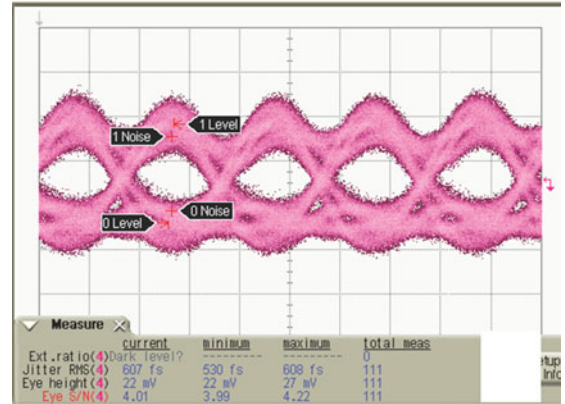 1 Level
1 Noise
0 Noise
0 Level
Measure
current minimum maximum total meas
Ext.ratio(4) Dark level? --------- --------- 0
Jitter RMS(4) 607 fs 530 fs 608 fs 111
Eye height(4) 22 mV 22 mV 27 mV 111
Eye S/N(4) 4.01 3.99 4.22 111
etup
Info